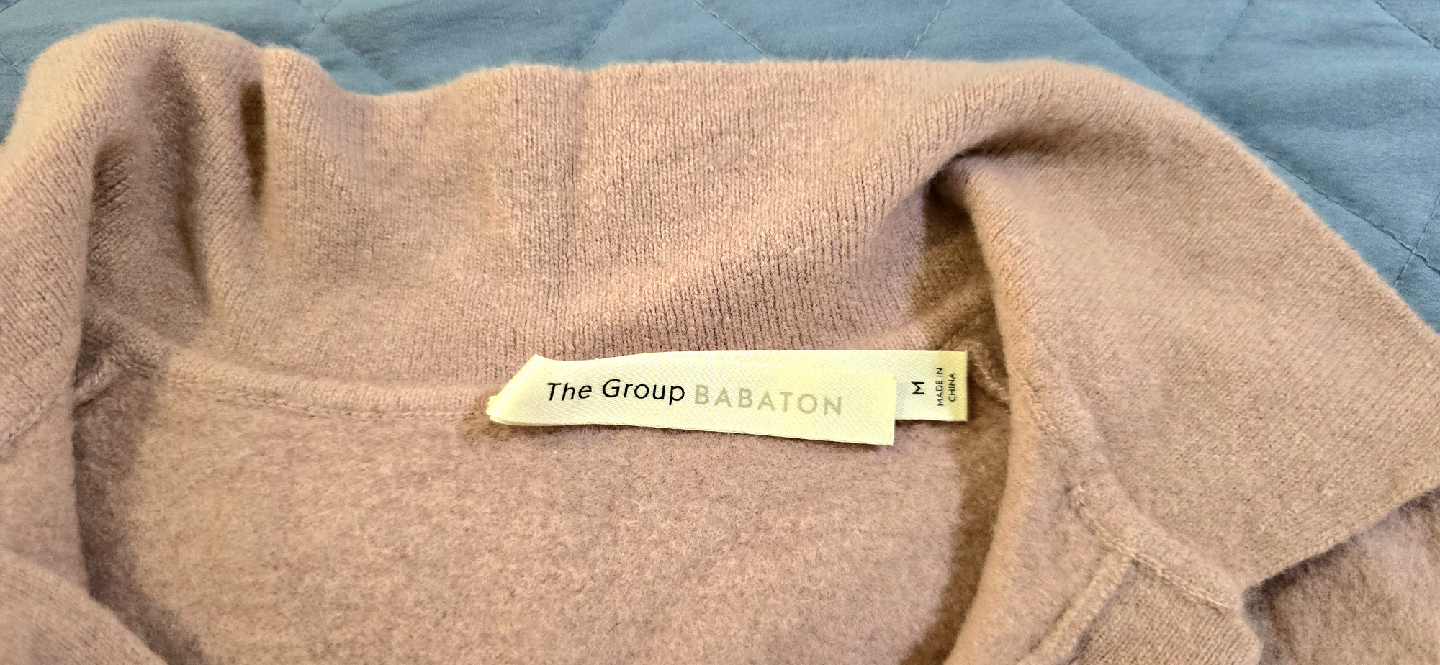 The Group BABATON
M
MADE IN
CHINA